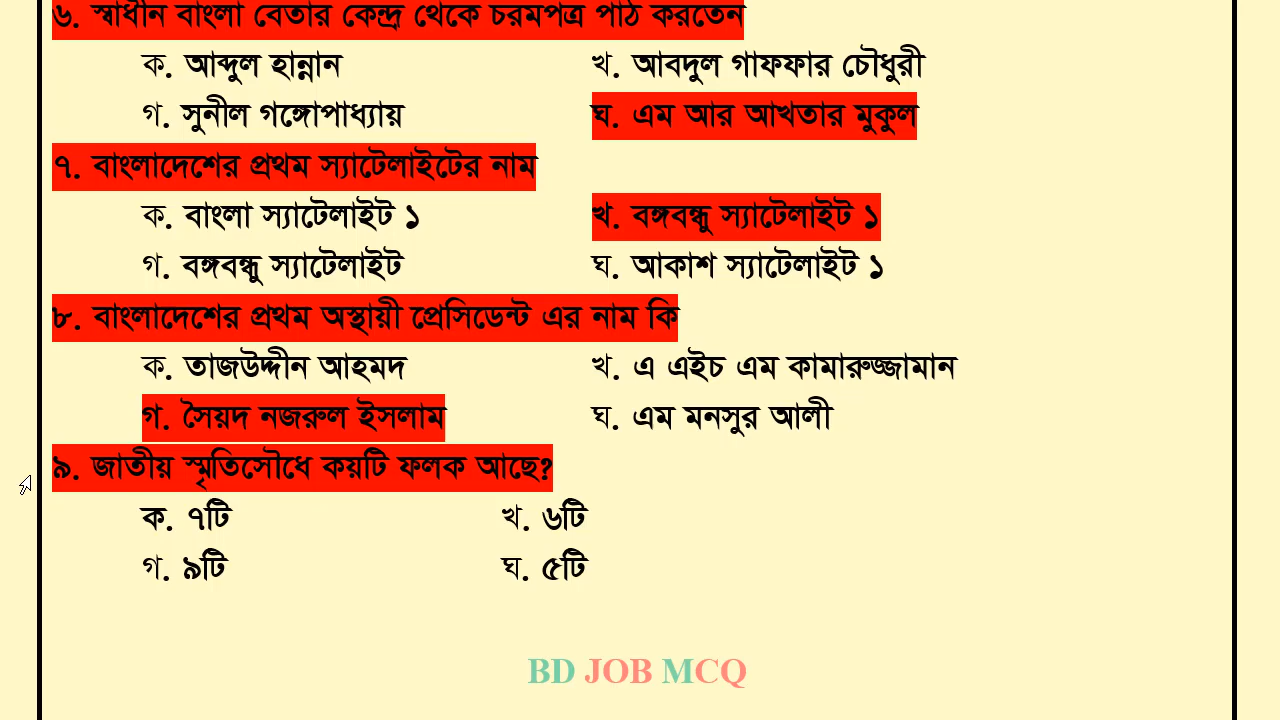 ৬. স্বাধীন বাংলা বেতার কেন্দ্র থেকে চরমপত্র পাঠ করতেন
ক. আব্দুল হান্নান খ. আবদুল গাফফার চৌধুরী
গ. সুনীল গঙ্গোপাধ্যায় ঘ. এম আর আখতার মুকুল
৭. বাংলাদেশের প্রথম স্যাটেলাইটের নাম
ক. বাংলা স্যাটেলাইট ১ খ. বঙ্গবন্ধু স্যাটেলাইট ১
গ. বঙ্গবন্ধু স্যাটেলাইট ঘ. আকাশ স্যাটেলাইট ১
৮. বাংলাদেশের প্রথম অস্থায়ী প্রেসিডেন্ট এর নাম কি
ক. তাজউদ্দীন আহমদ খ. এ এইচ এম কামারুজ্জামান
গ. সৈয়দ নজরুল ইসলাম ঘ. এম মনসুর আলী
৯. জাতীয় স্মৃতিসৌধে কয়টি ফলক আছে?
ক. ৭টি খ. ৬টি
গ. ৯টি ঘ. ৫টি
BD JOB MCQ